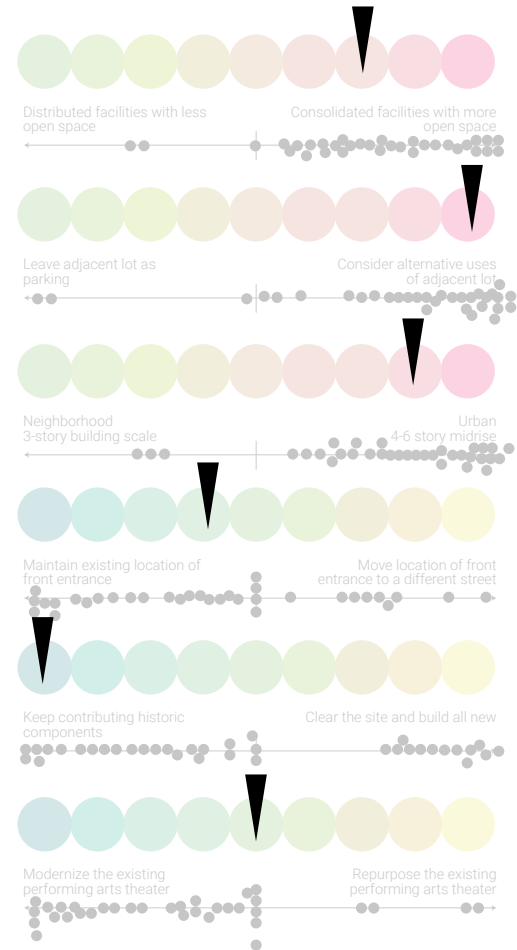 Distributed facilities with less
open space
Consolidated facilities with more
open space
Leave adjacent lot as
parking
Consider alternative uses
of adjacent lot
Neighborhood
3-story building scale
Urban
4-6 story midrise
Maintain existing location of
front entrance
Move location of front
entrance to a different street
Keep contributing historic
components
Clear the site and build all new
Modernize the existing
performing arts theater
Repurpose the existing
performing arts theater